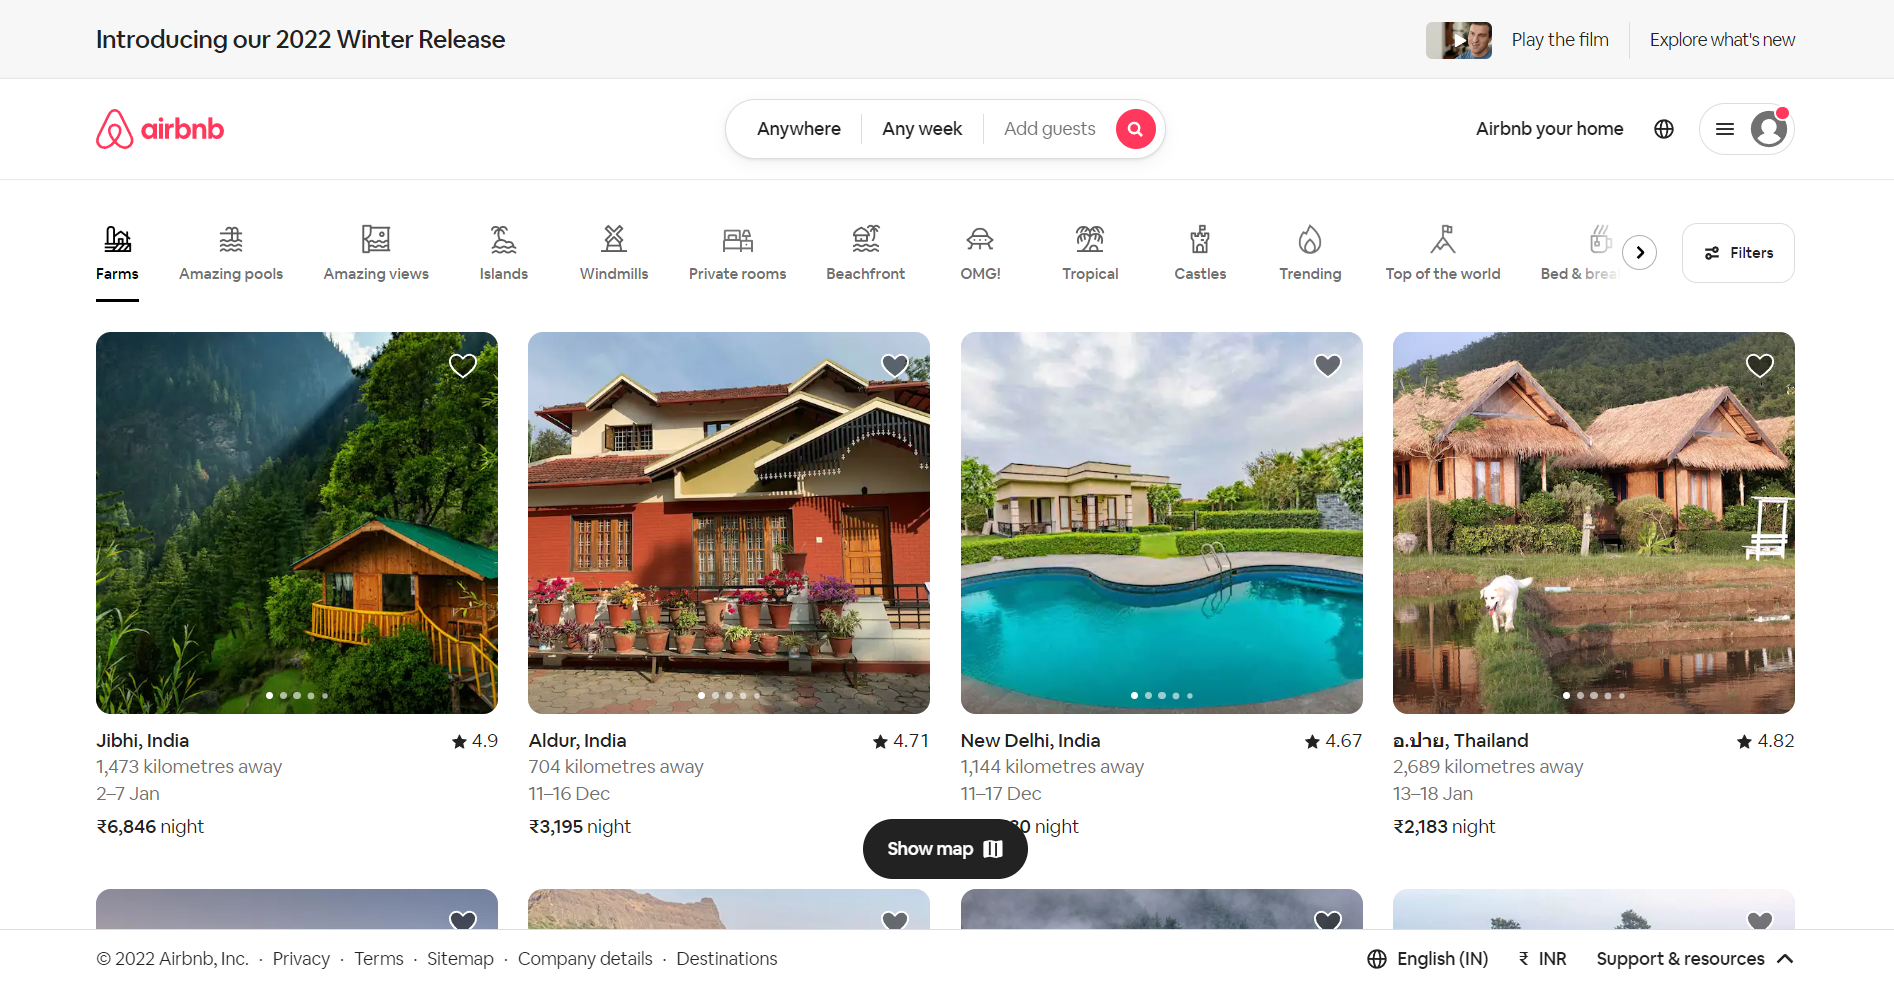 Introducing our 2022 Winter Release
Play the film
Explore what's new
airbnb
Anywhere
Any week
Add guests
Airbnb your home
Farms
Amazing pools
Amazing views
Islands
Windmills
Private rooms
Beachfront
OMG!
Tropical
Castles
Trending
Top of the world
Bed &
Filters
Jibhi, India
4.9
1,473 kilometres away
2–7 Jan
₹6,846 night
Aldur, India
4.71
704 kilometres away
11–16 Dec
₹3,195 night
New Delhi, India
4.67
1,144 kilometres away
11–17 Dec
night
อ.ปาย, Thailand
4.82
2,689 kilometres away
13–18 Jan
₹2,183 night
Show map
© 2022 Airbnb, Inc. · Privacy · Terms · Sitemap · Company details · Destinations
English (IN)
₹ INR
Support & resources